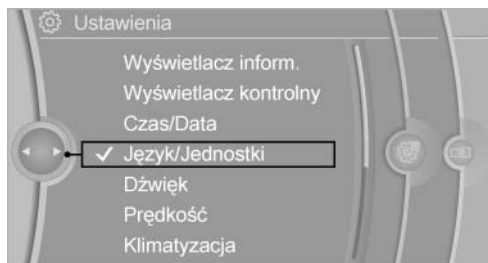 Ustawienia
Wyświetlacz inform.
Wyświetlacz kontrolny
Czas/Data
Język/Jednostki
Dźwięk
Prędkość
Klimatyzacja